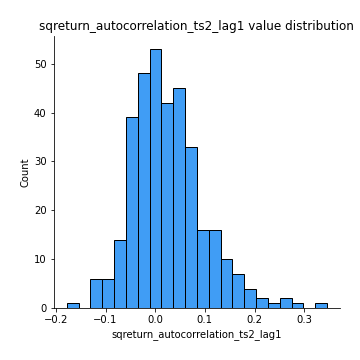 sqreturn_autocorrelation_ts2_lag1 value distribution
50
40
30
20
10
0
Count
−0.2 −0.1 0.0 0.1 0.2 0.3
sqreturn_autocorrelation_ts2_lag1